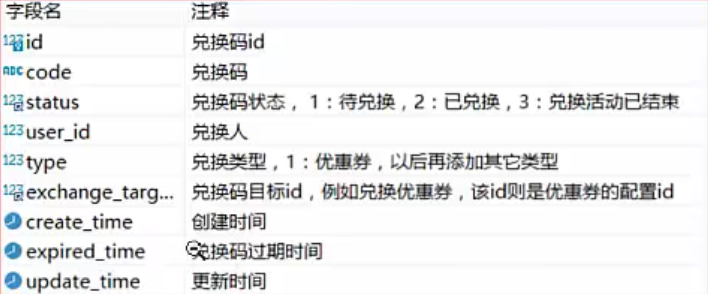 字段名 注释
123 id 兑换码id
ABC code 兑换码
123 status 兑换码状态，1：待兑换，2：已兑换，3：兑换活动已结束
123 user_id 兑换人
123 type 兑换类型，1：优惠券，以后再添加其它类型
123 exchange_targ... 兑换码目标id，例如兑换优惠券，该id则是优惠券的配置id
create_time 创建时间
expired_time 兑换码过期时间
update_time 更新时间